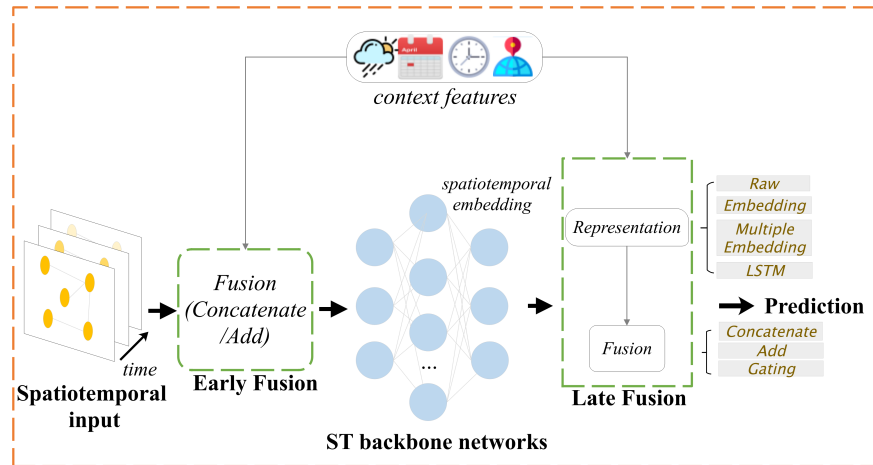 April
context features
spatiotemporal
embedding
Raw
Embedding
Multiple
Embedding
LSTM
Representation
Fusion
(Concatenate
/Add)
Prediction
Concatenate
Add
Gating
Fusion
...
time
Spatiotemporal
input
Early Fusion
Late Fusion
ST backbone networks